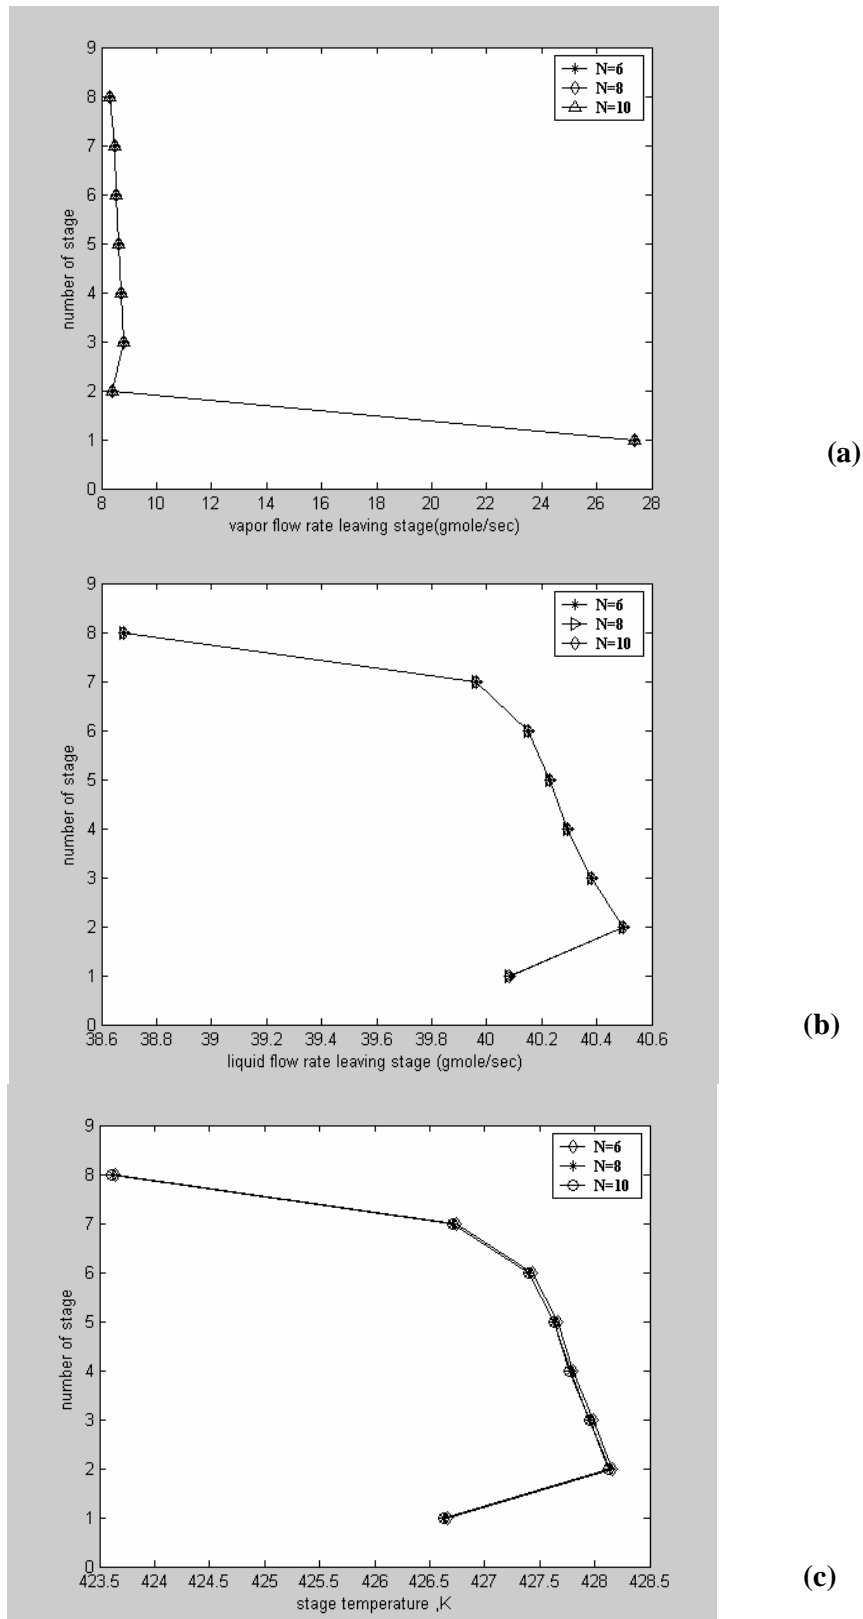 9
8
7
6
5
4
3
2
1
0
number of stage
N=6
N=8
N=10
8 10 12 14 16 18 20 22 24 26 28
vapor flow rate leaving stage(gmole/sec)
(a)
9
8
7
6
5
4
3
2
1
0
number of stage
N=6
N=8
N=10
38.6 38.8 39 39.2 39.4 39.6 39.8 40 40.2 40.4 40.6
liquid flow rate leaving stage (gmole/sec)
(b)
9
8
7
6
5
4
3
2
1
0
number of stage
N=6
N=8
N=10
423.5 424 424.5 425 425.5 426 426.5 427 427.5 428 428.5
stage temperature ,K
(c)